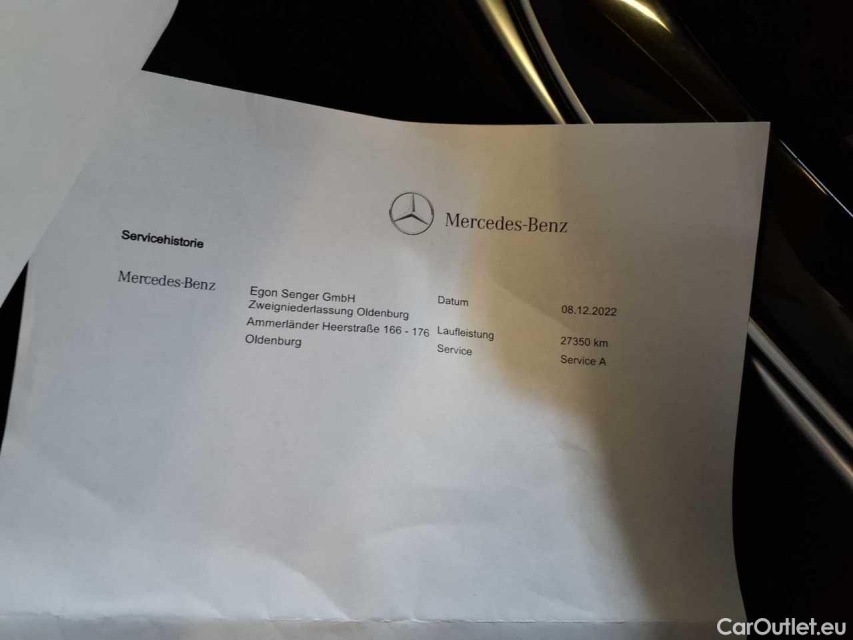 Mercedes-Benz
Servicehistorie
Mercedes-Benz
Egon Senger GmbH
Zweigniederlassung Oldenburg
Ammerländer Heerstraße 166 - 176
Oldenburg
Datum 08.12.2022
Laufleistung 27350 km
Service Service A
CarOutlet.eu